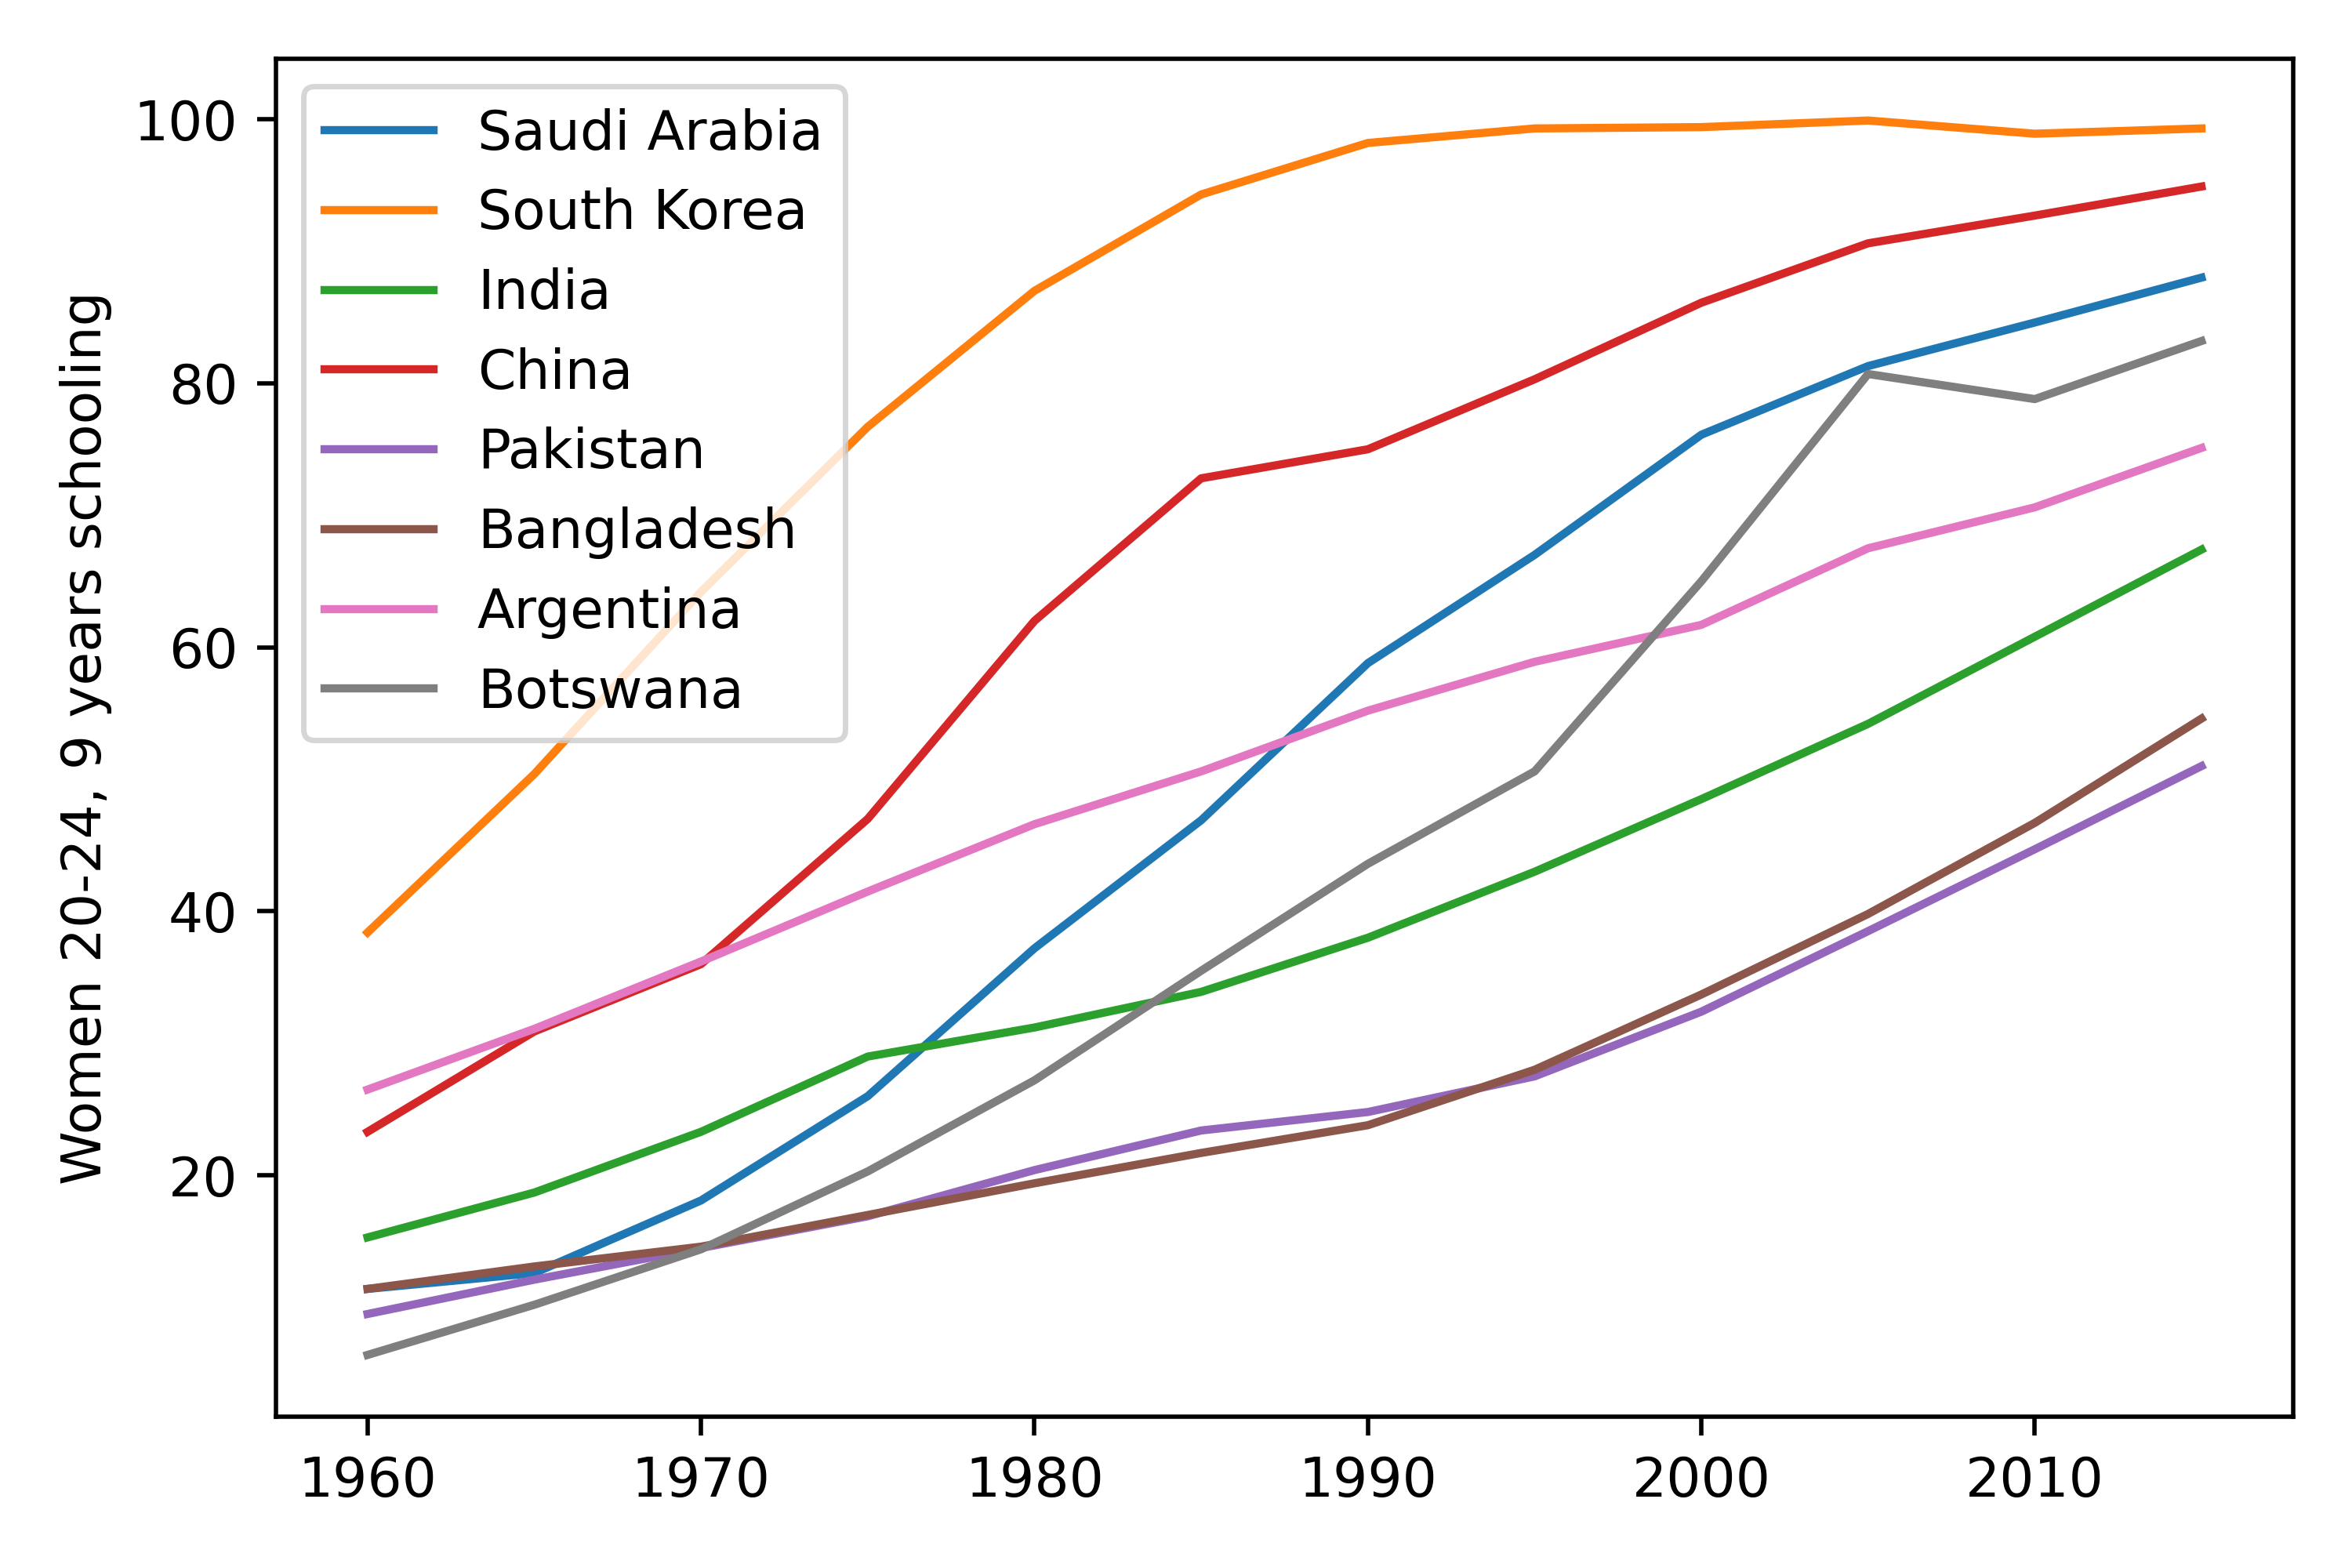 Women 20-24, 9 years schooling
100
80
60
40
20
Saudi Arabia
South Korea
India
China
Pakistan
Bangladesh
Argentina
Botswana
1960 1970 1980 1990 2000 2010